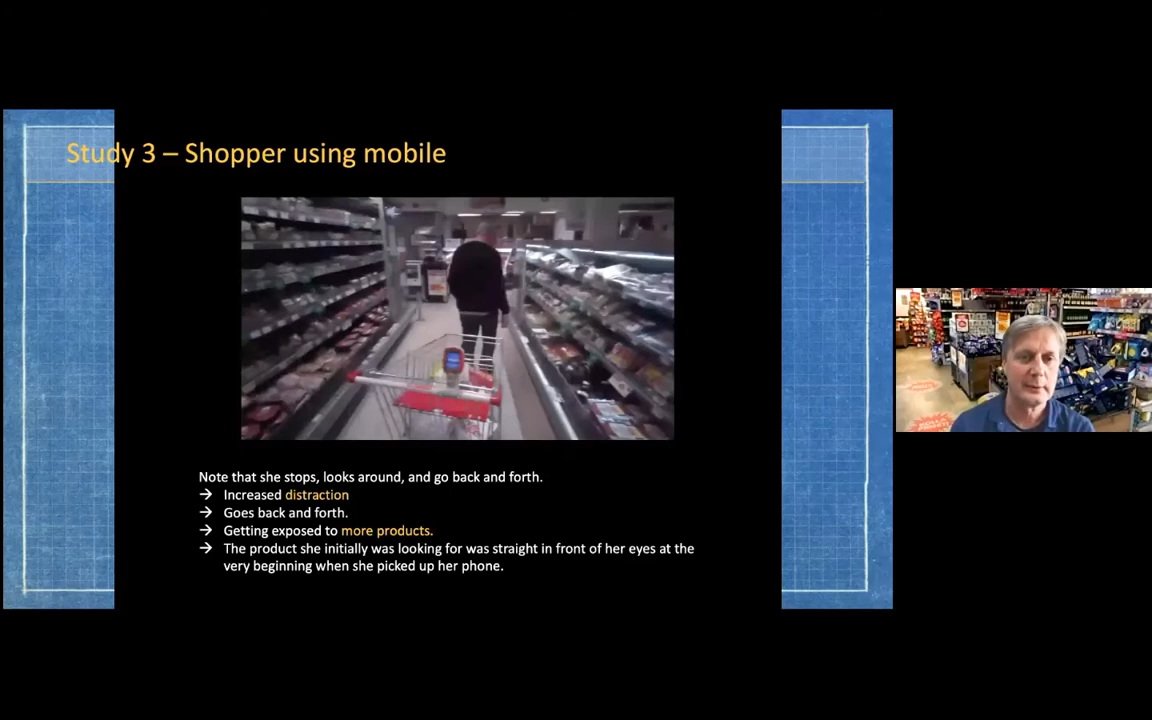 Study 3 – Shopper using mobile
Note that she stops, looks around, and go back and forth.
→ Increased distraction
→ Goes back and forth.
→ Getting exposed to more products.
→ The product she initially was looking for was straight in front of her eyes at the
very beginning when she picked up her phone.